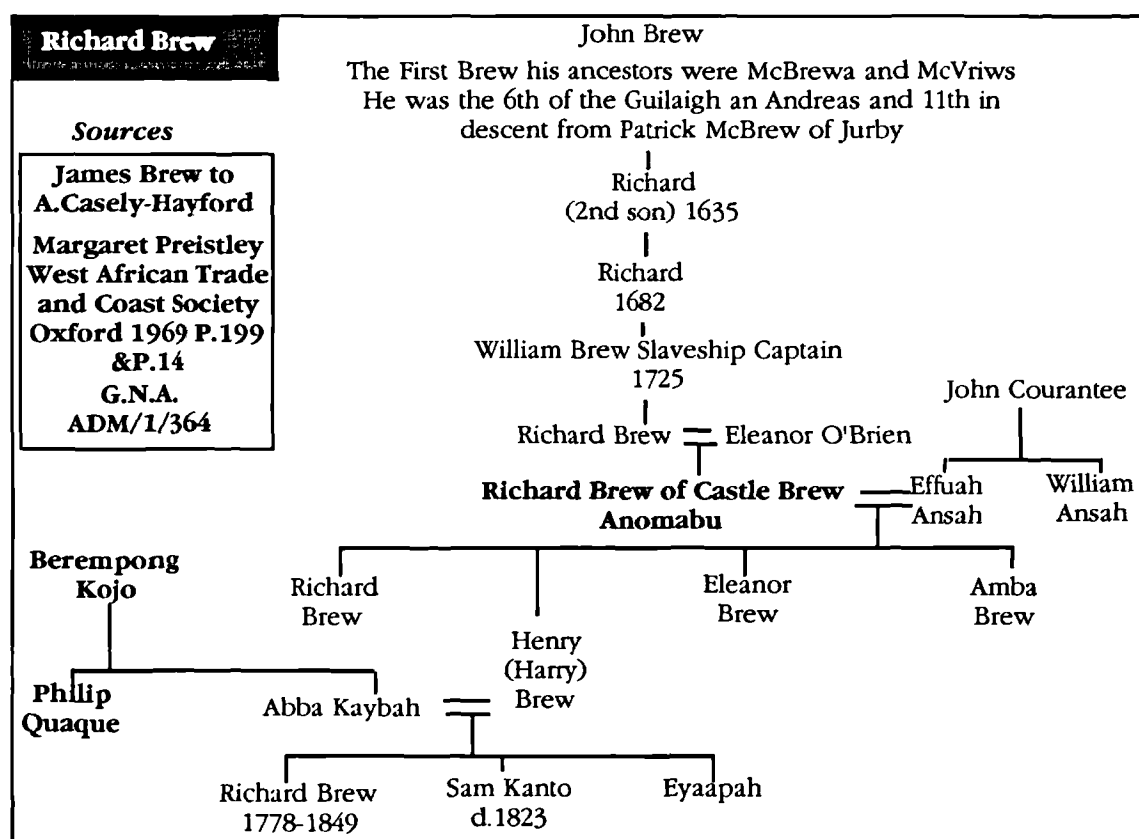 Richard Brew
Sources
James Brew to
A.Casely-Hayford
Margaret Preistley
West African Trade
and Coast Society
Oxford 1969 P.199
&P.14
G.N.A.
ADM/1/364
John Brew
The First Brew his ancestors were McBrewa and McVriws
He was the 6th of the Guilaigh an Andreas and 11th in
descent from Patrick McBrew of Jurby
Richard
(2nd son) 1635
Richard
1682
William Brew Slaveship Captain
1725
John Courantee
Richard Brew
Eleanor O'Brien
Richard Brew of Castle Brew
Anomabu
Effuah
Ansah
William
Ansah
Richard
Brew
Henry
(Harry)
Brew
Eleanor
Brew
Amba
Brew
Berempong
Kojo
Philip
Quaque
Abba Kaybah
Richard Brew
1778-1849
Sam Kanto
d.1823
Eyaapah